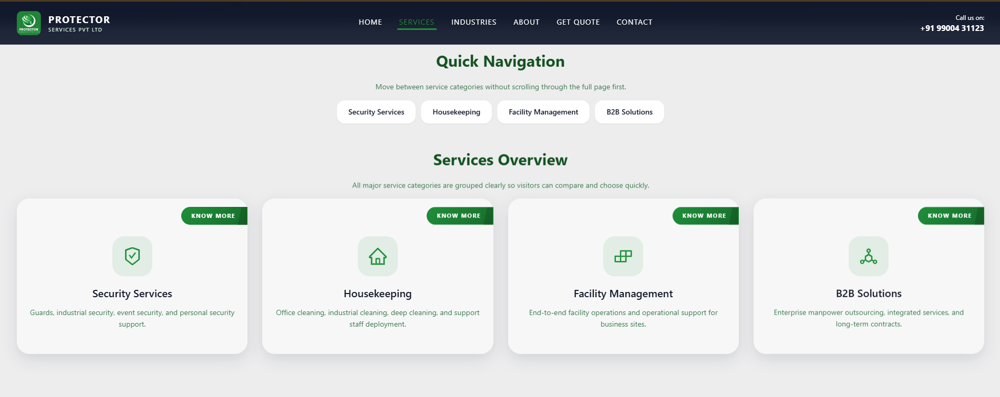 PROTECTOR
SERVICES PVT LTD
PROTECTOR
HOME
SERVICES
INDUSTRIES
ABOUT
GET QUOTE
CONTACT
Call us on:
+91 99004 31123
Quick Navigation
Move between service categories without scrolling through the full page first.
Security Services
Housekeeping
Facility Management
B2B Solutions
Services Overview
All major service categories are grouped clearly so visitors can compare and choose quickly.
KNOW MORE
Security Services
Guards, industrial security, event security, and personal security
support.
KNOW MORE
Housekeeping
Office cleaning, industrial cleaning, deep cleaning, and support
staff deployment.
KNOW MORE
Facility Management
End-to-end facility operations and operational support for
business sites.
KNOW MORE
B2B Solutions
Enterprise manpower outsourcing, integrated services, and
long-term contracts.